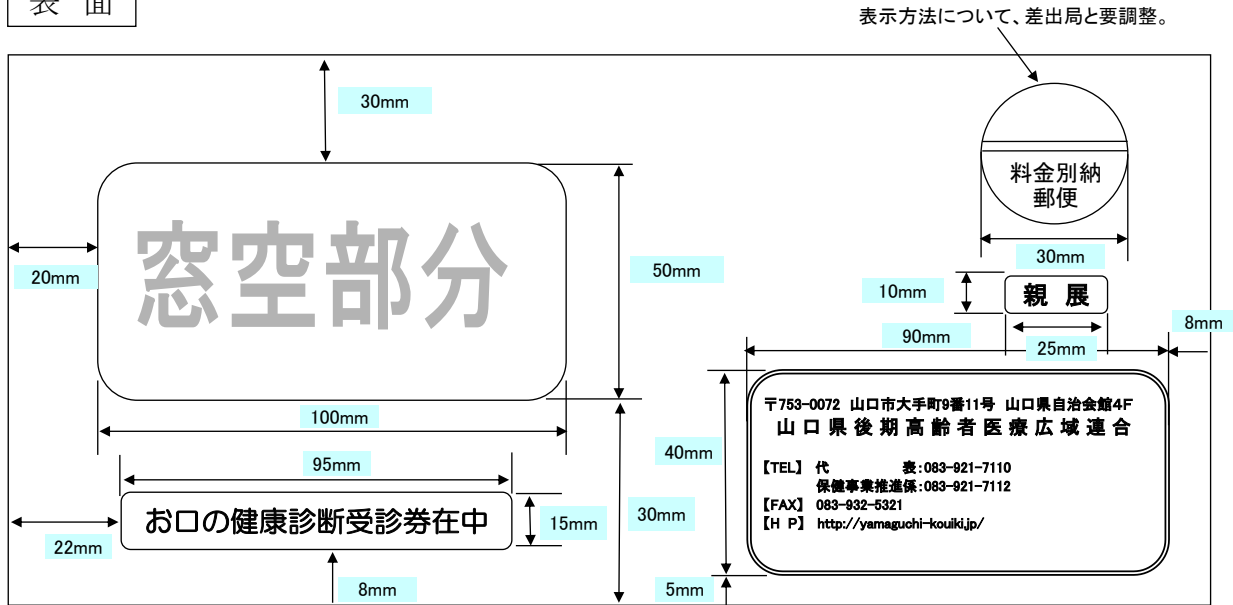 表 面
表示方法について、差出局と要調整。
30mm
料金別納
郵便
30mm
窓空部分
20mm
50mm
10mm
親 展
25mm
8mm
90mm
100mm
95mm
お口の健康診断受診券在中
15mm
22mm
8mm
30mm
40mm
5mm
〒753-0072 山口市大手町9番11号 山口県自治会館4F
山口県後期高齢者医療広域連合
【TEL】 代 表:083-921-7110
保健事業推進係:083-921-7112
【FAX】 083-932-5321
【H P】 http://yamaguchi-kouiki.jp/